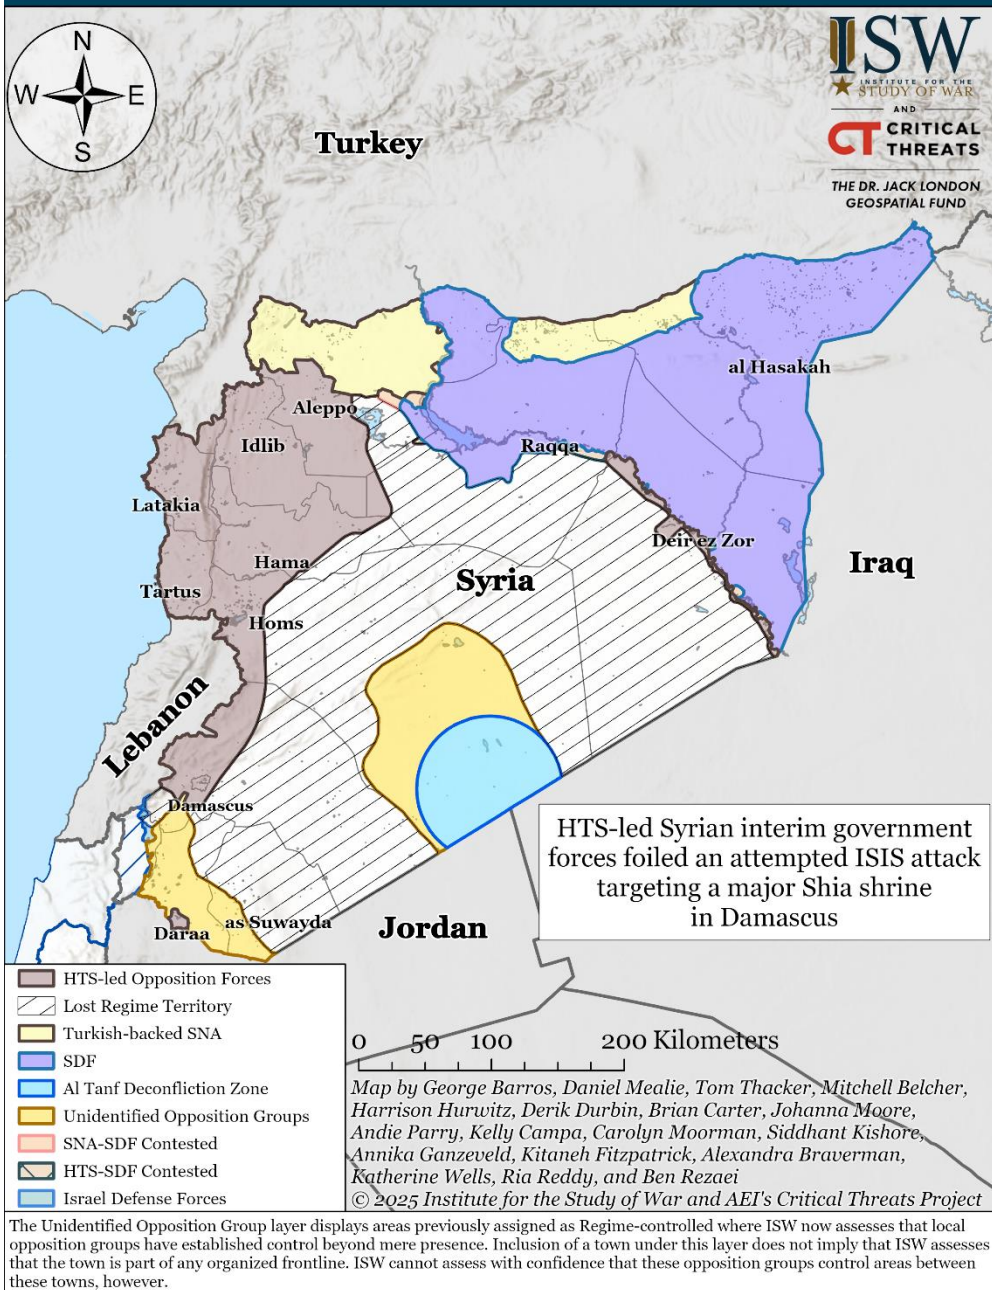 N
W
E
S
ISW
INSTITUTE FOR THE
STUDY OF WAR
AND
CT CRITICAL
THREATS
THE DR. JACK LONDON
GEOSPATIAL FUND
Turkey
al Hasakah
Aleppo
Idlib
Raqqa
Latakia
Deir ez Zor
Iraq
Hama
Syria
Tartus
Homs
Lebanon
Damascus
as Suwayda
Daraa
Jordan
HTS-led Syrian interim government
forces foiled an attempted ISIS attack
targeting a major Shia shrine
in Damascus
HTS-led Opposition Forces
Lost Regime Territory
Turkish-backed SNA
SDF
Al Tanf Deconfliction Zone
Unidentified Opposition Groups
SNA-SDF Contested
HTS-SDF Contested
Israel Defense Forces
0 50 100 200 Kilometers
Map by George Barros, Daniel Mealie, Tom Thacker, Mitchell Belcher,
Harrison Hurwitz, Derik Durbin, Brian Carter, Johanna Moore,
Andie Parry, Kelly Campa, Carolyn Moorman, Siddhant Kishore,
Annika Ganzeveld, Kitaneh Fitzpatrick, Alexandra Braverman,
Katherine Wells, Ria Reddy, and Ben Rezaei
© 2025 Institute for the Study of War and AEI's Critical Threats Project
The Unidentified Opposition Group layer displays areas previously assigned as Regime-controlled where ISW now assesses that local
opposition groups have established control beyond mere presence. Inclusion of a town under this layer does not imply that ISW assesses
that the town is part of any organized frontline. ISW cannot assess with confidence that these opposition groups control areas between
these towns, however.